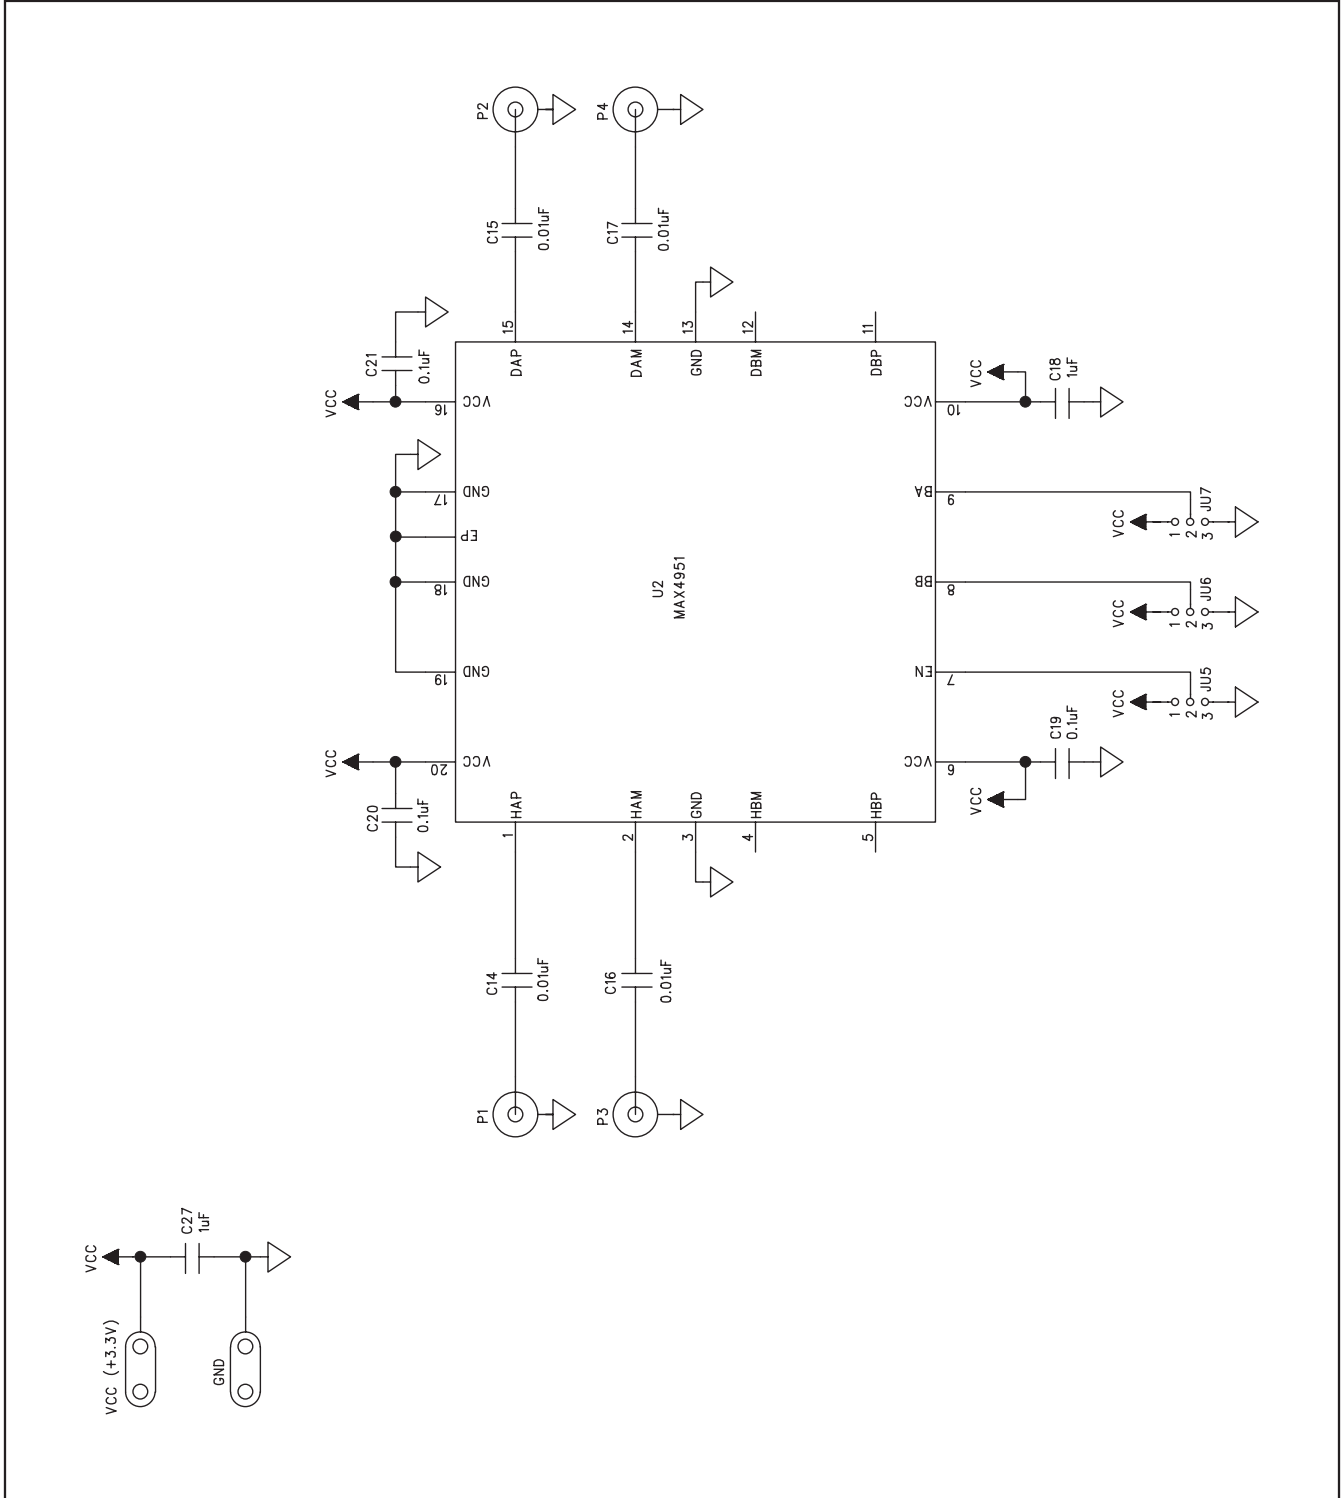 P2
P4
C15
0.01uF
C17
0.01uF
C21
0.1uF
VCC
16
VCC
15
DAP
14
DAM
13
GND
12
DBM
11
DBP
VCC
10
VCC
C18
1uF
17
GND
EP
18
GND
19
GND
U2
MAX4951
BA
9
BB
8
EN
7
VCC
1
2
3
JU7
VCC
1
2
3
JU6
VCC
1
2
3
JU5
VCC
20
VCC
C20
0.1uF
1
HAP
2
HAM
3
GND
4
HBM
5
HBP
VCC
6
VCC
C19
0.1uF
C14
0.01uF
C16
0.01uF
P1
P3
VCC
C27
1uF
VCC (+3.3V)
GND